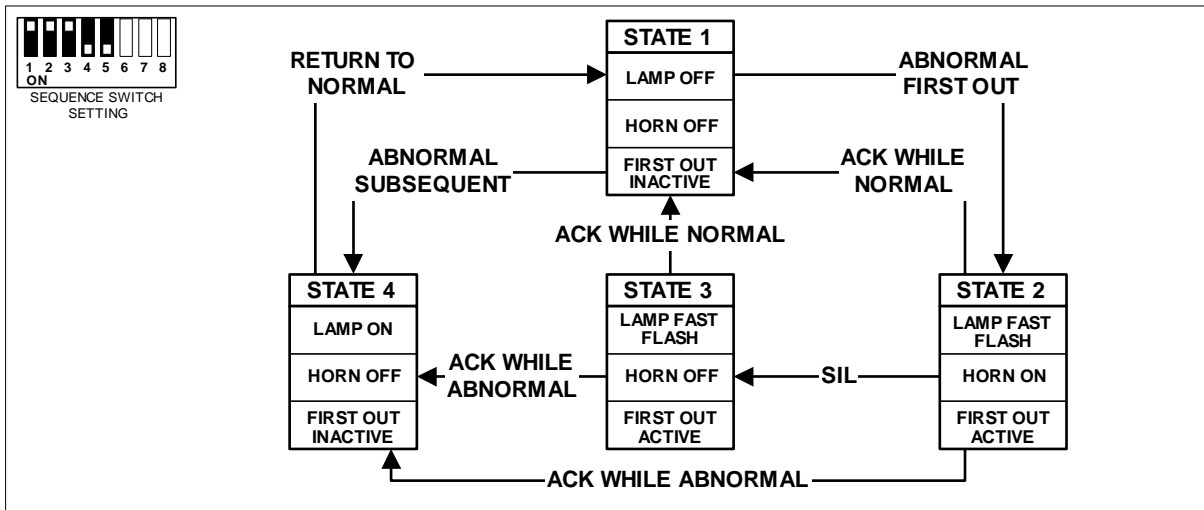 1 2 3 4 5 6 7 8
ON
SEQUENCE SWITCH
SETTING
RETURN TO
NORMAL
STATE 1
LAMP OFF
HORN OFF
FIRST OUT
INACTIVE
ABNORMAL
FIRST OUT
ABNORMAL
SUBSEQUENT
ACK WHILE
NORMAL
ACK WHILE NORMAL
STATE 4
LAMP ON
HORN OFF
FIRST OUT
INACTIVE
ACK WHILE
ABNORMAL
STATE 3
LAMP FAST
FLASH
HORN OFF
FIRST OUT
ACTIVE
SIL
STATE 2
LAMP FAST
FLASH
HORN ON
FIRST OUT
ACTIVE
ACK WHILE ABNORMAL